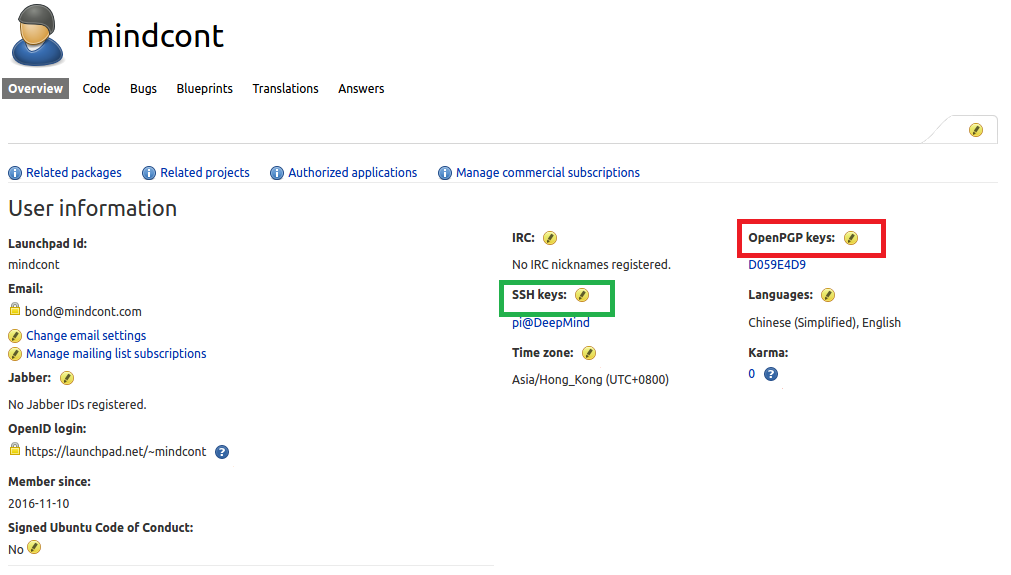 mindcont
Overview Code Bugs Blueprints Translations Answers
Related packages Related projects Authorized applications Manage commercial subscriptions
User information
Launchpad Id:
mindcont
Email:
bond@mindcont.com
Change email settings
Manage mailing list subscriptions
Jabber:
No Jabber IDs registered.
OpenID login:
https://launchpad.net/~mindcont
Member since:
2016-11-10
Signed Ubuntu Code of Conduct:
No
IRC:
No IRC nicknames registered.
SSH keys:
pi@DeepMind
Time zone:
Asia/Hong_Kong (UTC+0800)
OpenPGP keys:
D059E4D9
Languages:
Chinese (Simplified), English
Karma:
0